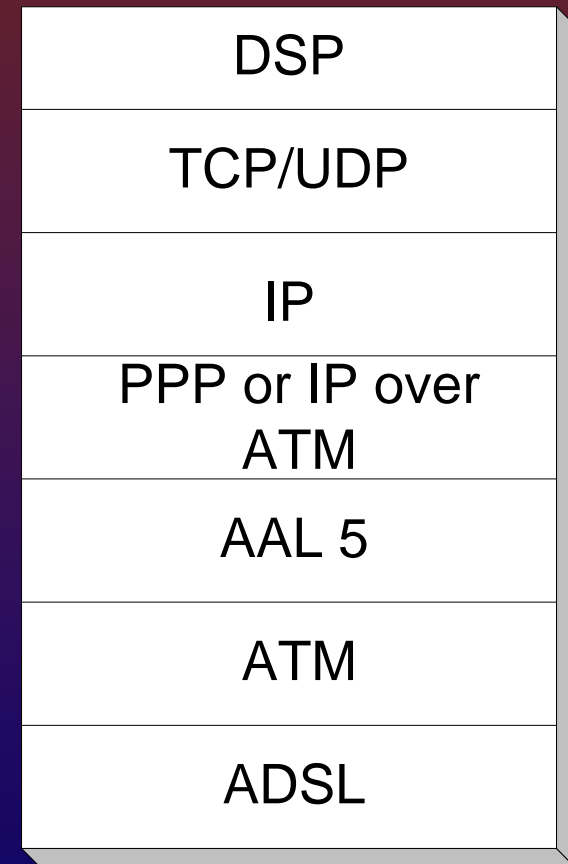 DSP
TCP/UDP
IP
PPP or IP over
ATM
AAL 5
ATM
ADSL